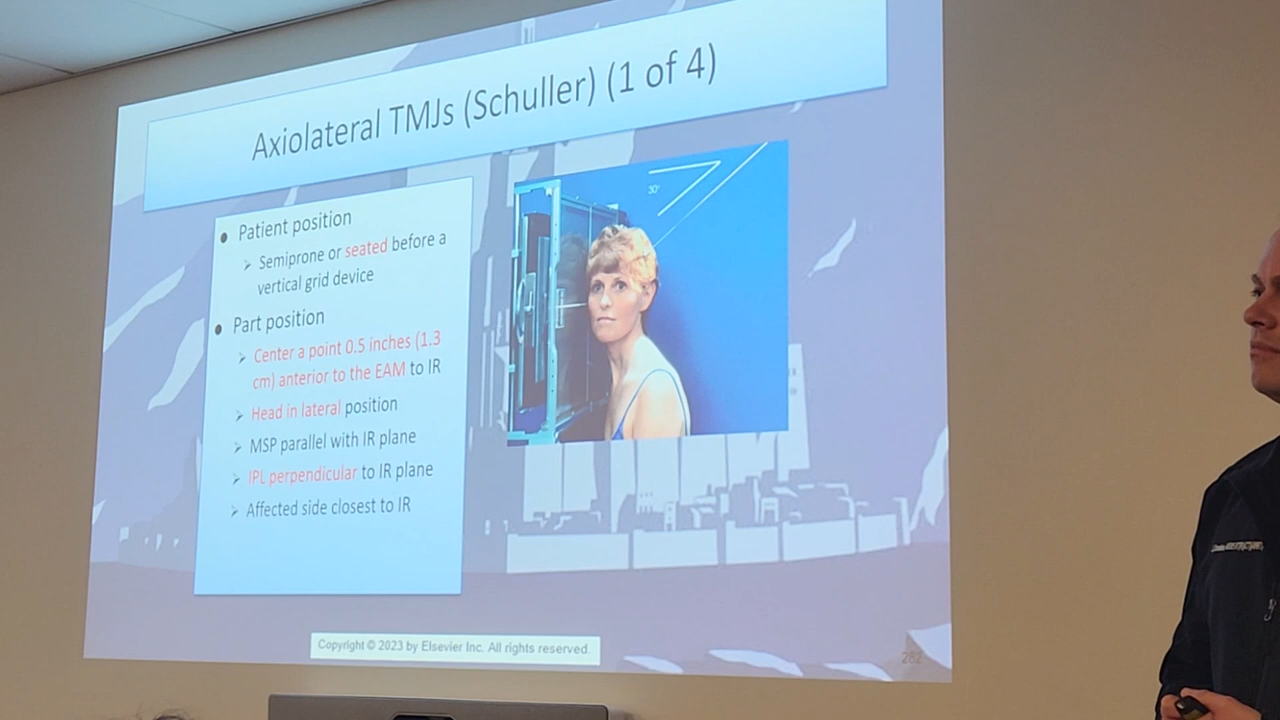 Axiolateral TMJs (Schuller) (1 of 4)
● Patient position
➢ Semiprone or seated before a
vertical grid device
● Part position
➢ Center a point 0.5 inches (1.3
cm) anterior to the EAM to IR
➢ Head in lateral position
➢ MSP parallel with IR plane
➢ IPL perpendicular to IR plane
➢ Affected side closest to IR
30°
Copyright © 2023 by Elsevier Inc. All rights reserved.
282